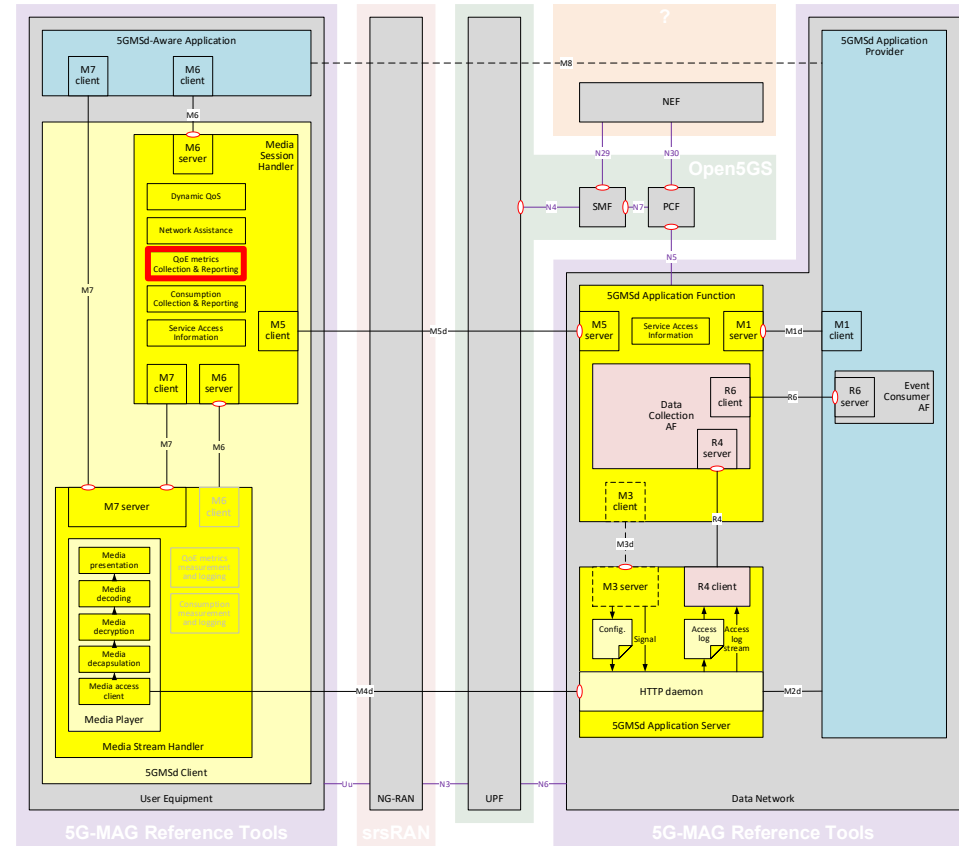 ?
5GMSd-Aware Application
M7
client
M6
client
M8
5GMSd Application
Provider
NEF
M6
M6
server
Media
Session
Handler
Dynamic QoS
Network Assistance
QoE metrics
Collection & Reporting
Consumption
Collection & Reporting
Service Access
Information
M5
client
M7
client
M6
server
M7
M7
M6
N29
N30
Open5GS
N4
SMF
N7
PCF
N5
5GMSd Application Function
M5d
M5
server
Service Access
Information
M1
server
M1d
M1
client
Data
Collection
AF
R6
client
R6
R6
server
Event
Consumer
AF
R4
server
M3
client
R4
M3d
M7 server
M6
client
QoE metrics
measurement
and logging
Consumption
measurement
and logging
Media
presentation
Media
decoding
Media
decryption
Media
decapsulation
Media access
client
Media Player
Media Stream Handler
5GMSd Client
User Equipment
M3 server
R4 client
Config.
Signal
Access
log
Access
log
stream
M4d
HTTP daemon
M2d
5GMSd Application Server
Uu
NG-RAN
N3
UPF
N6
Data Network
5G-MAG Reference Tools
srsRAN
5G-MAG Reference Tools